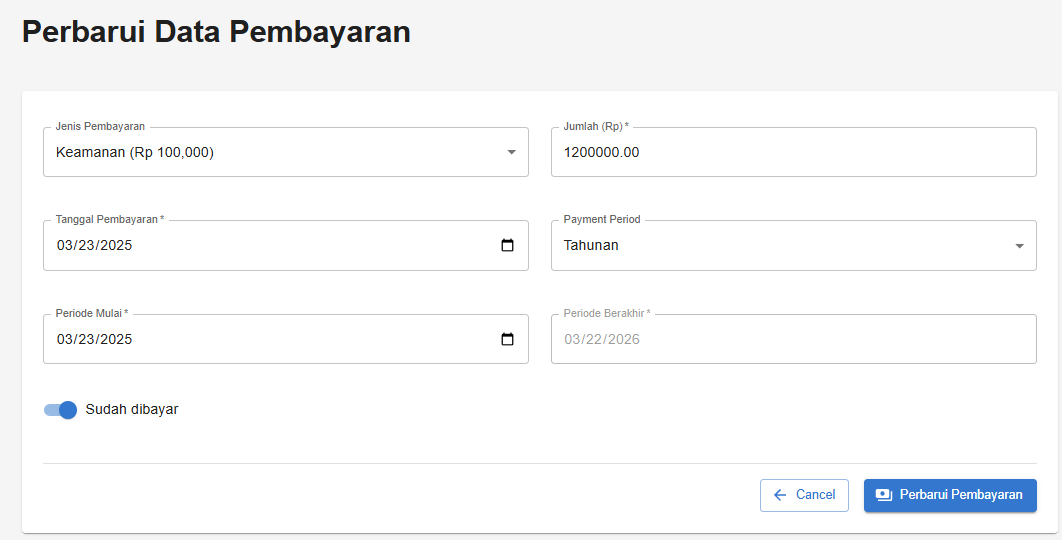 Perbarui Data Pembayaran
Jenis Pembayaran
Keamanan (Rp 100,000)
Jumlah (Rp) *
1200000.00
Tanggal Pembayaran *
03/23/2025
Payment Period
Tahunan
Periode Mulai *
03/23/2025
Periode Berakhir *
03/22/2026
Sudah dibayar
Cancel
Perbarui Pembayaran